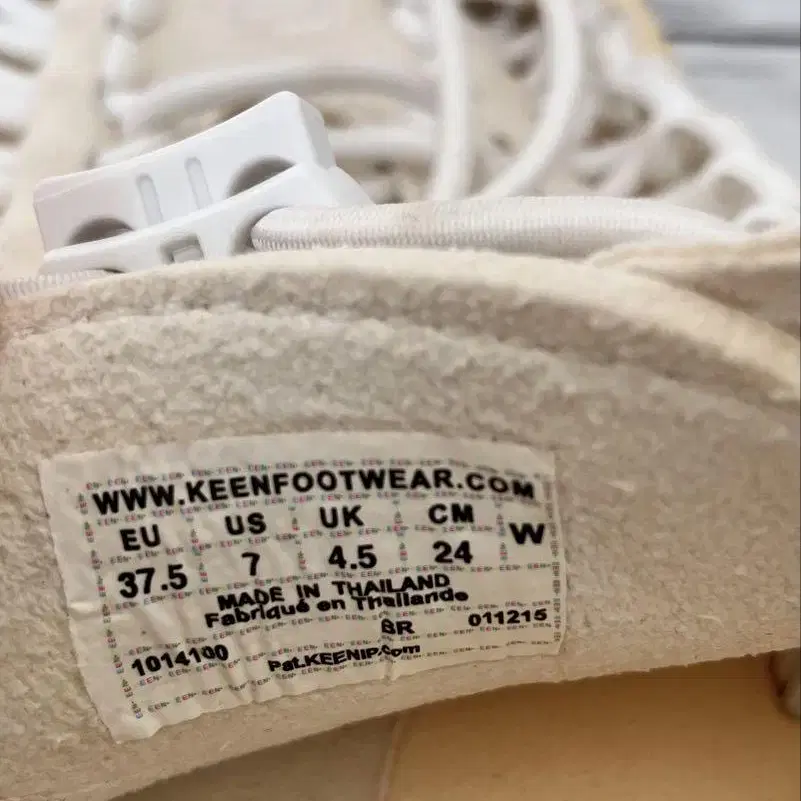 WWW.KEENFOOTWEAR.COM
EU US UK CM W
37.5 7 4.5 24
MADE IN THAILAND
Fabriqué en Thaïlande
BR 011215
1014100 Pat.KEENIP.com